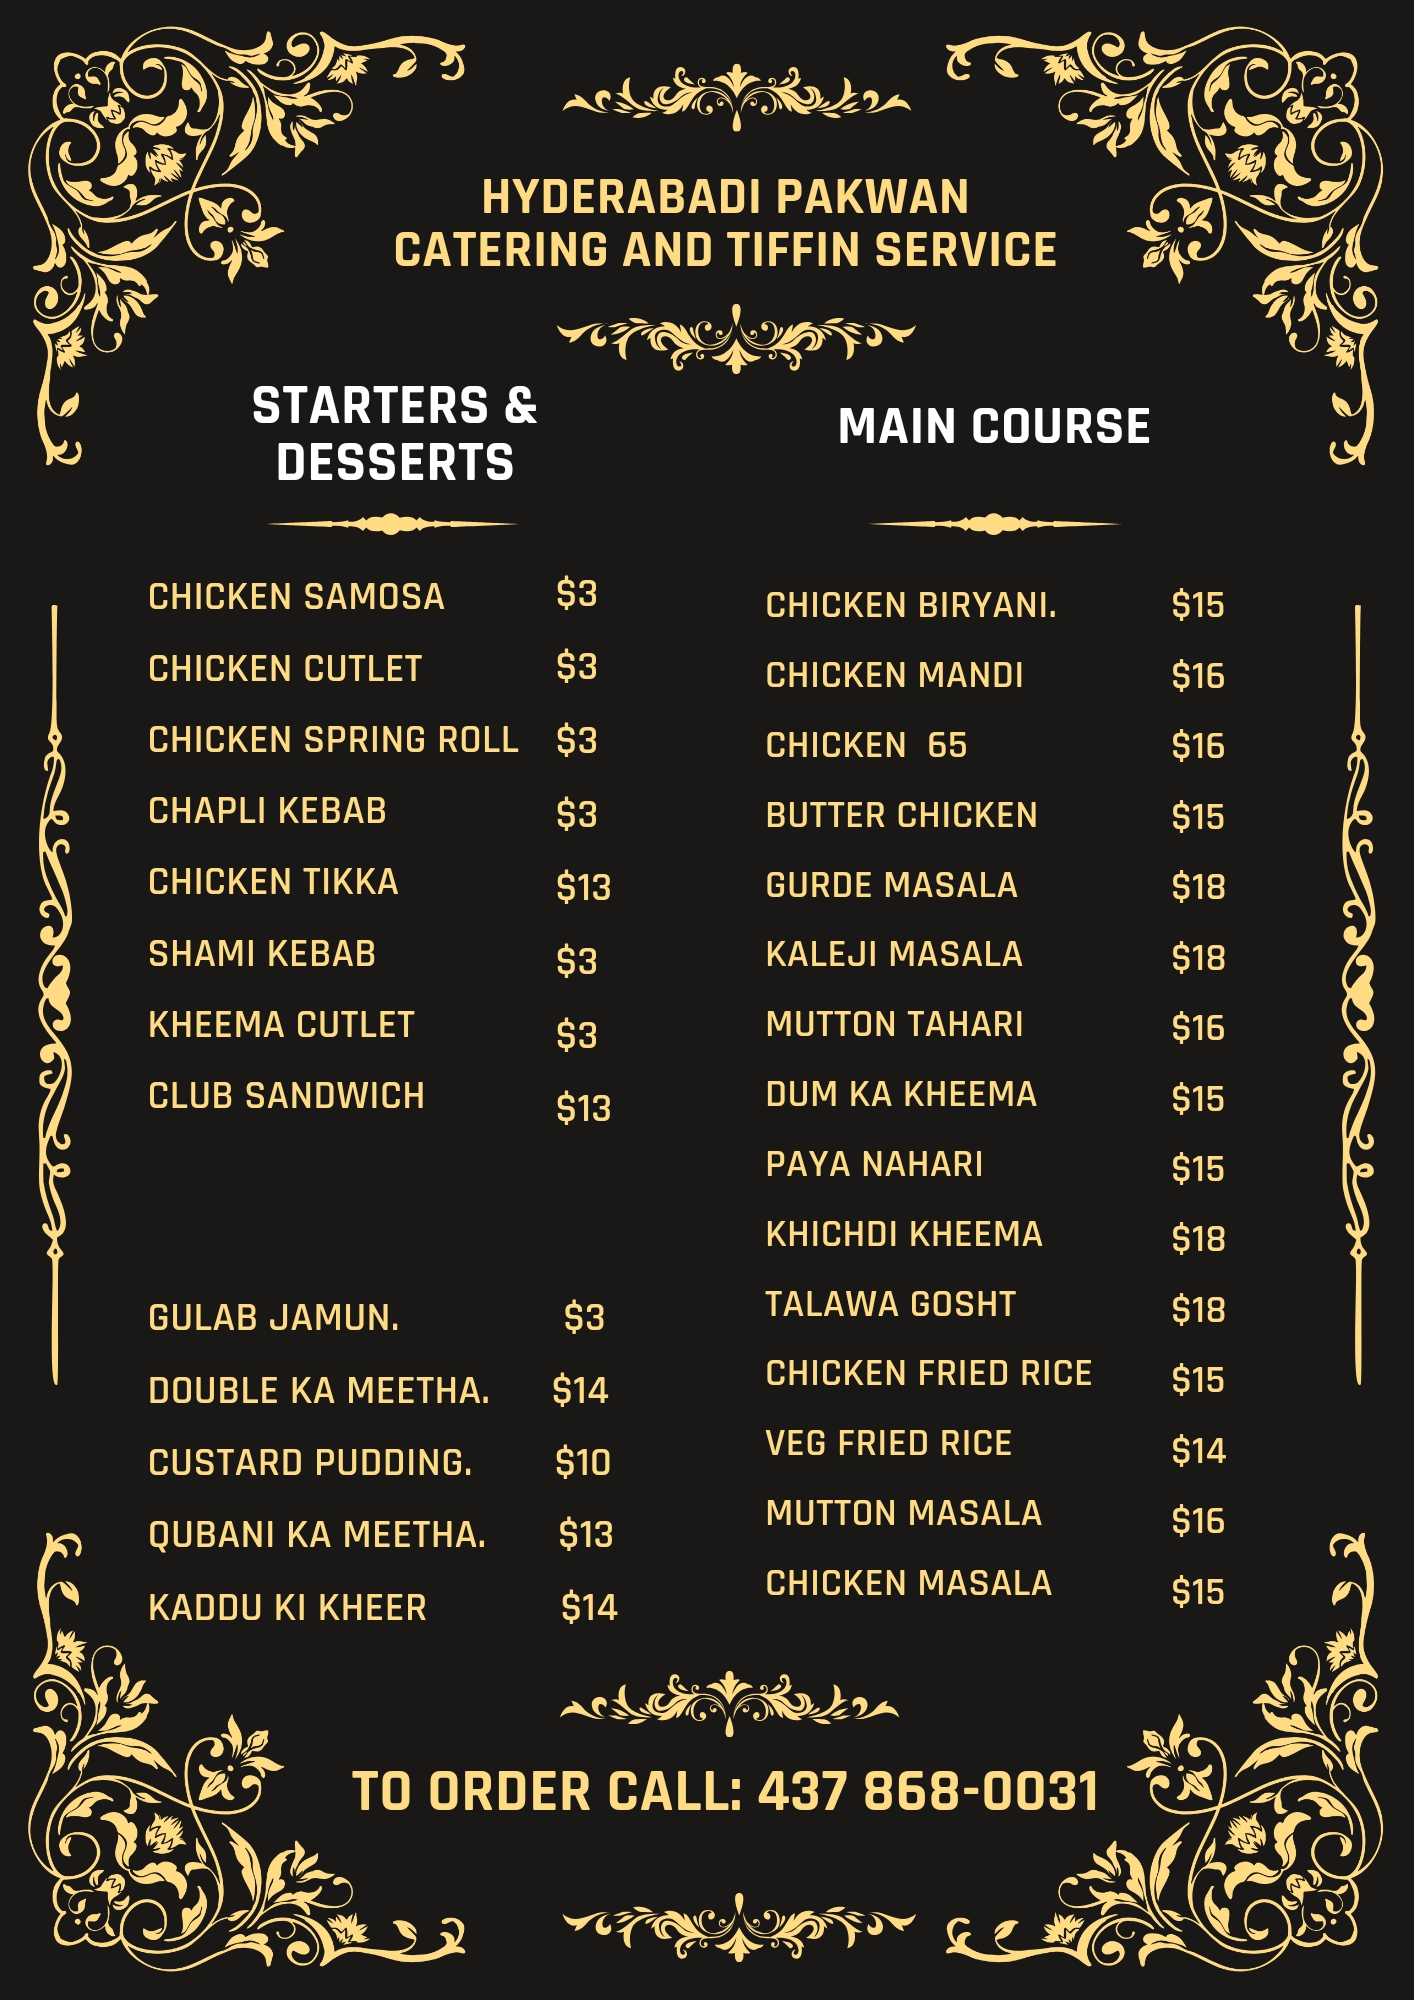 HYDERABADI PAKWAN
CATERING AND TIFFIN SERVICE
STARTERS &
DESSERTS
CHICKEN SAMOSA $3
CHICKEN CUTLET $3
CHICKEN SPRING ROLL $3
CHAPLI KEBAB $3
CHICKEN TIKKA $13
SHAMI KEBAB $3
KHEEMA CUTLET $3
CLUB SANDWICH $13
GULAB JAMUN. $3
DOUBLE KA MEETHA. $14
CUSTARD PUDDING. $10
QUBANI KA MEETHA. $13
KADDU KI KHEER $14
MAIN COURSE
CHICKEN BIRYANI. $15
CHICKEN MANDI $16
CHICKEN  65 $16
BUTTER CHICKEN $15
GURDE MASALA $18
KALEJI MASALA $18
MUTTON TAHARI $16
DUM KA KHEEMA $15
PAYA NAHARI $15
KHICHDI KHEEMA $18
TALAWA GOSHT $18
CHICKEN FRIED RICE $15
VEG FRIED RICE $14
MUTTON MASALA $16
CHICKEN MASALA $15
TO ORDER CALL: 437 868-0031